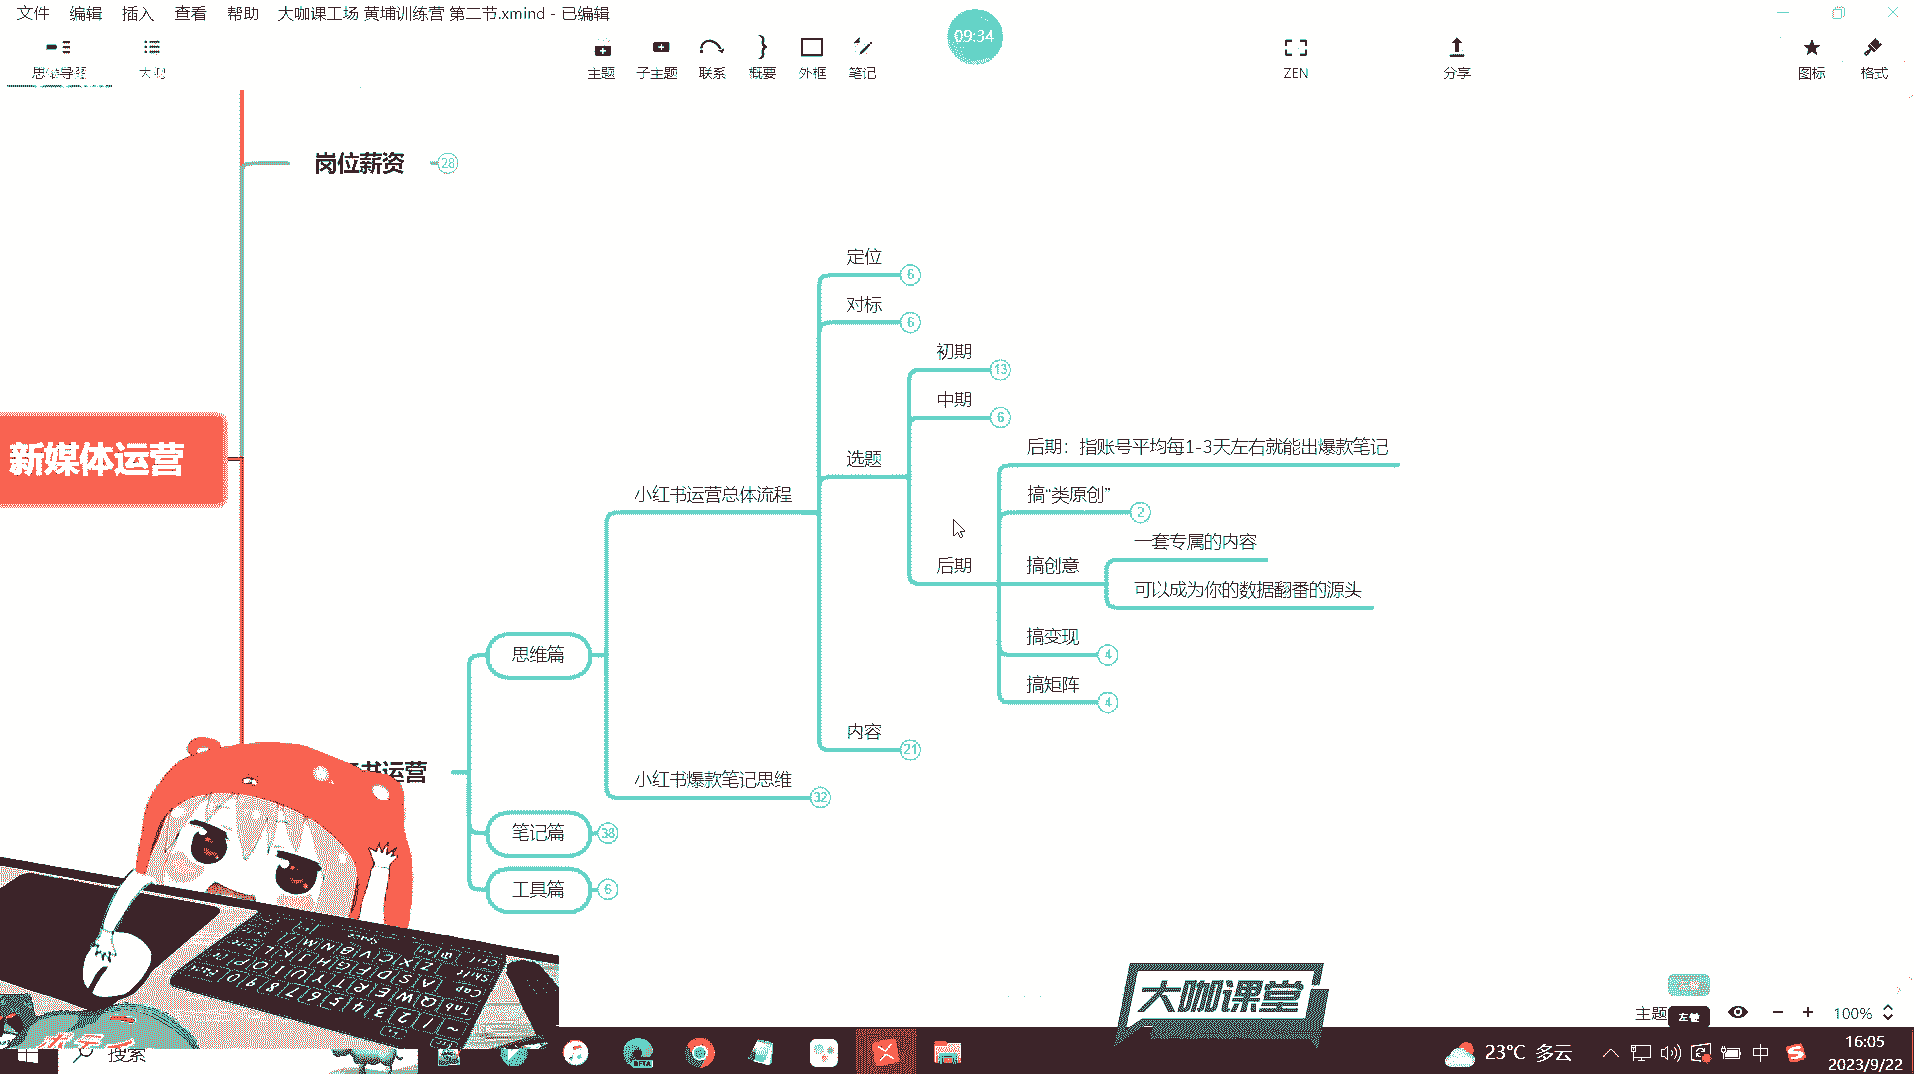 文件 编辑 插入 查看 帮助 大咖课工场 黄埔训练营 第二节.xmind - 已编辑
09:34
思维导图 大纲 主题 子主题 联系 概要 外框 笔记 ZEN 分享 图标 格式
岗位薪资 28
定位 6
对标 6
初期 13
中期 6
后期：指账号平均每1-3天左右就能出爆款笔记
新媒体运营
选题
小红书运营总体流程
搞“类原创” 2
一套专属的内容
后期
搞创意
可以成为你的数据翻番的源头
搞变现 4
思维篇
搞矩阵 4
内容 21
书运营
小红书爆款笔记思维 32
笔记篇 38
工具篇 6
大咖课堂
主题
左键
100%
搜索
23°C 多云
中
16:05
2023/9/22